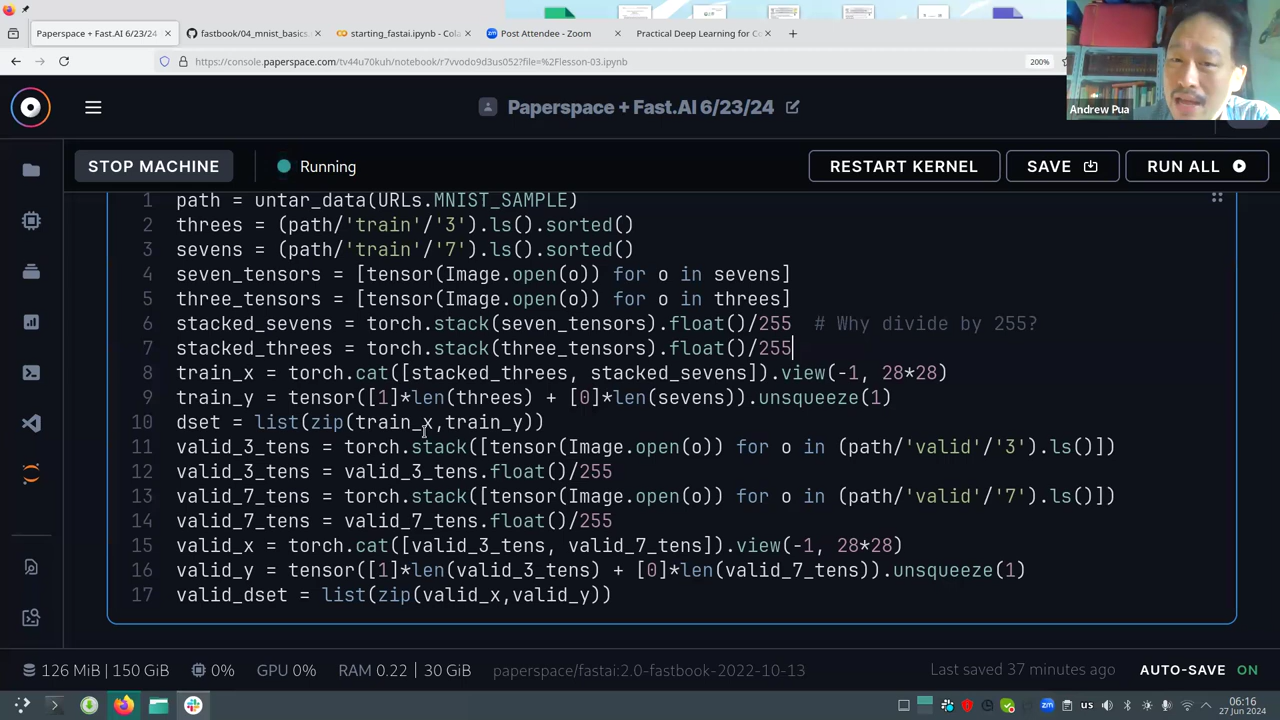 Paperspace + Fast.AI 6/23/24
fastbook/04_mnist_basics.
starting_fastai.ipynb - Cola
Post Attendee - Zoom
Practical Deep Learning for Co
https://console.paperspace.com/tv44u70kuh/notebook/r7vvodo9d3us052?file=%2Flesson-03.ipynb
200%
Andrew Pua
Paperspace + Fast.AI 6/23/24
STOP MACHINE
Running
RESTART KERNEL
SAVE
RUN ALL
1 path = untar_data(URLs.MNIST_SAMPLE)
2 threes = (path/'train'/'3').ls().sorted()
3 sevens = (path/'train'/'7').ls().sorted()
4 seven_tensors = [tensor(Image.open(o)) for o in sevens]
5 three_tensors = [tensor(Image.open(o)) for o in threes]
6 stacked_sevens = torch.stack(seven_tensors).float()/255 # Why divide by 255?
7 stacked_threes = torch.stack(three_tensors).float()/255
8 train_x = torch.cat([stacked_threes, stacked_sevens]).view(-1, 28*28)
9 train_y = tensor([1]*len(threes) + [0]*len(sevens)).unsqueeze(1)
10 dset = list(zip(train_x,train_y))
11 valid_3_tens = torch.stack([tensor(Image.open(o)) for o in (path/'valid'/'3').ls()])
12 valid_3_tens = valid_3_tens.float()/255
13 valid_7_tens = torch.stack([tensor(Image.open(o)) for o in (path/'valid'/'7').ls()])
14 valid_7_tens = valid_7_tens.float()/255
15 valid_x = torch.cat([valid_3_tens, valid_7_tens]).view(-1, 28*28)
16 valid_y = tensor([1]*len(valid_3_tens) + [0]*len(valid_7_tens)).unsqueeze(1)
17 valid_dset = list(zip(valid_x,valid_y))
126 MiB | 150 GiB
0%
GPU 0%
RAM 0.22 | 30 GiB
paperspace/fastai:2.0-fastbook-2022-10-13
Last saved 37 minutes ago
AUTO-SAVE ON
zm
us
06:16
27 Jun 2024